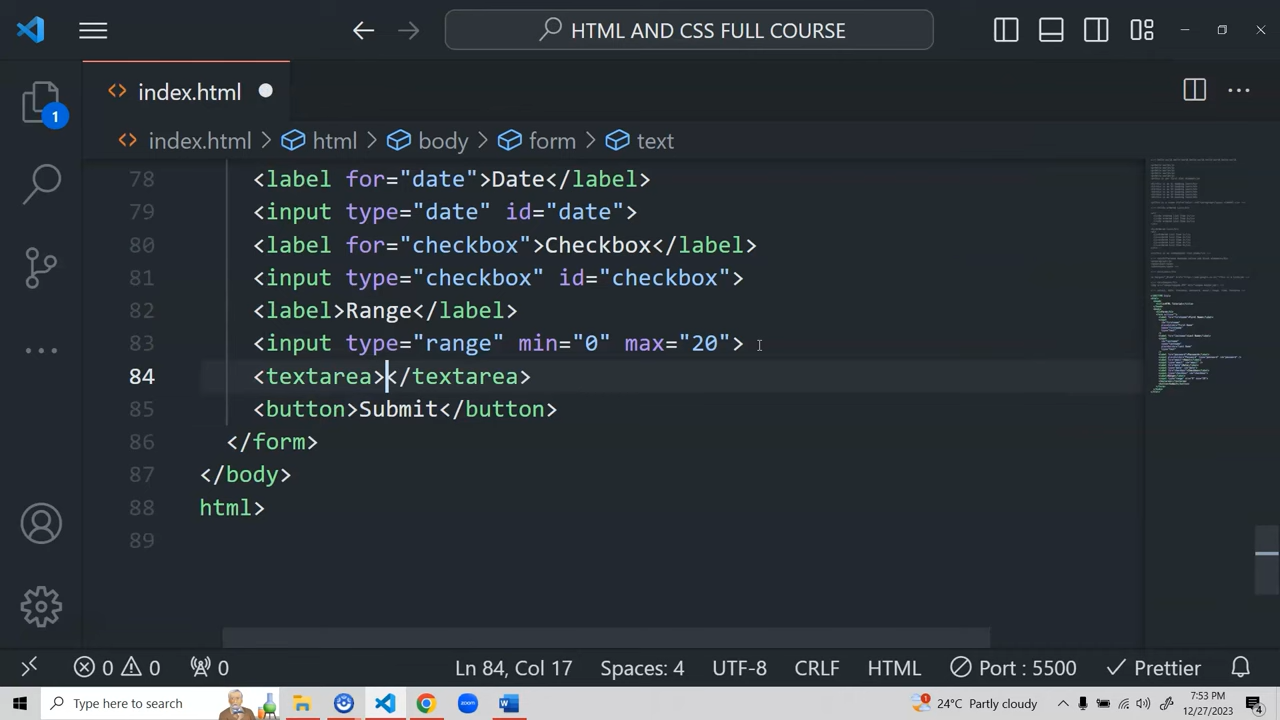 HTML AND CSS FULL COURSE
index.html
1
index.html > html > body > form > text
78 <label for="date">Date</label>
79 <input type="date" id="date">
80 <label for="checkbox">Checkbox</label>
81 <input type="checkbox" id="checkbox">
82 <label>Range</label>
83 <input type="range" min="0" max="20">
84 <textarea></textarea>
85 <button>Submit</button>
86 </form>
87 </body>
88 html>
89
0 0 0 Ln 84, Col 17 Spaces: 4 UTF-8 CRLF HTML Port : 5500 Prettier
Type here to search zoom W 1 24°C Partly cloudy 7:53 PM
12/27/2023 4